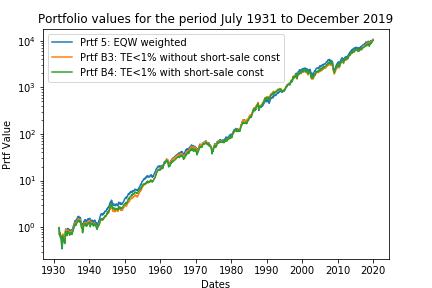 Portfolio values for the period July 1931 to December 2019
Prtf 5: EQW weighted
Prtf B3: TE<1% without short-sale const
Prtf B4: TE<1% with short-sale const
10⁴
10³
10²
10¹
10⁰
Prtf Value
1930 1940 1950 1960 1970 1980 1990 2000 2010 2020
Dates